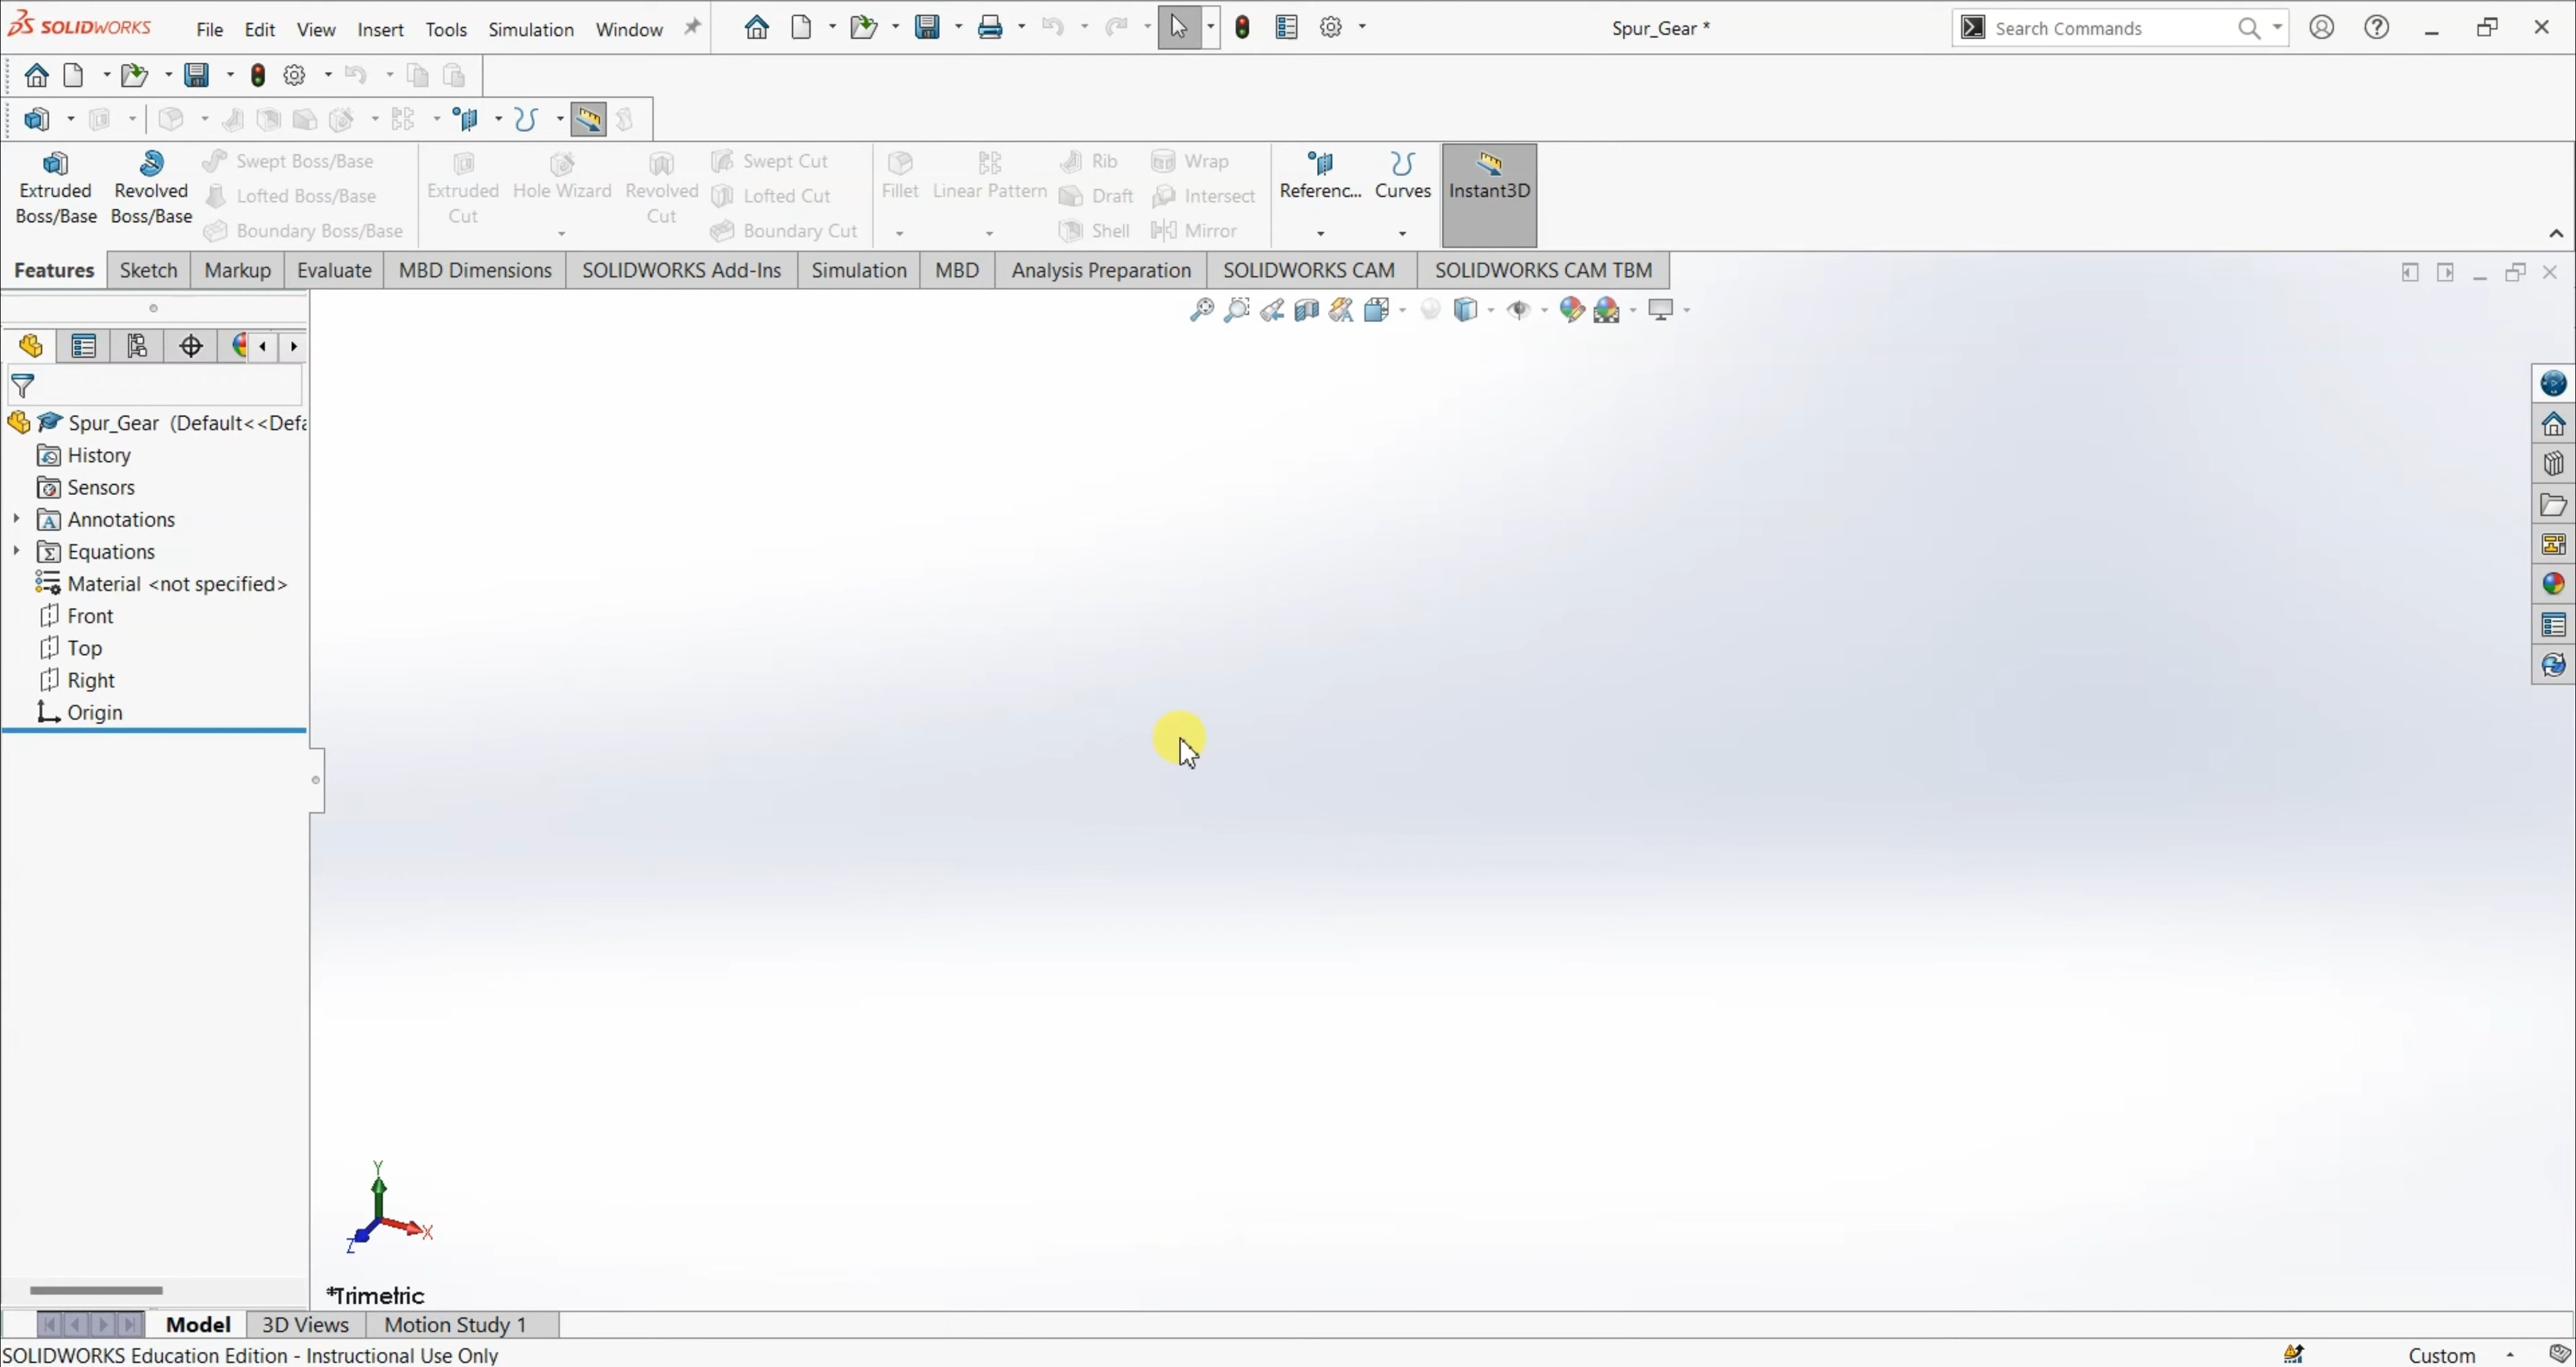 SOLIDWORKS File Edit View Insert Tools Simulation Window Spur_Gear * Search Commands
Extruded Boss/Base
Revolved Boss/Base
Swept Boss/Base
Lofted Boss/Base
Boundary Boss/Base
Extruded Cut
Hole Wizard
Revolved Cut
Swept Cut
Lofted Cut
Boundary Cut
Fillet
Linear Pattern
Rib
Draft
Shell
Wrap
Intersect
Mirror
Referenc...
Curves
Instant3D
Features Sketch Markup Evaluate MBD Dimensions SOLIDWORKS Add-Ins Simulation MBD Analysis Preparation SOLIDWORKS CAM SOLIDWORKS CAM TBM
Spur_Gear (Default<<Defa
History
Sensors
Annotations
Equations
Material <not specified>
Front
Top
Right
Origin
Y
X
Z
*Trimetric
Model 3D Views Motion Study 1
SOLIDWORKS Education Edition - Instructional Use Only Custom